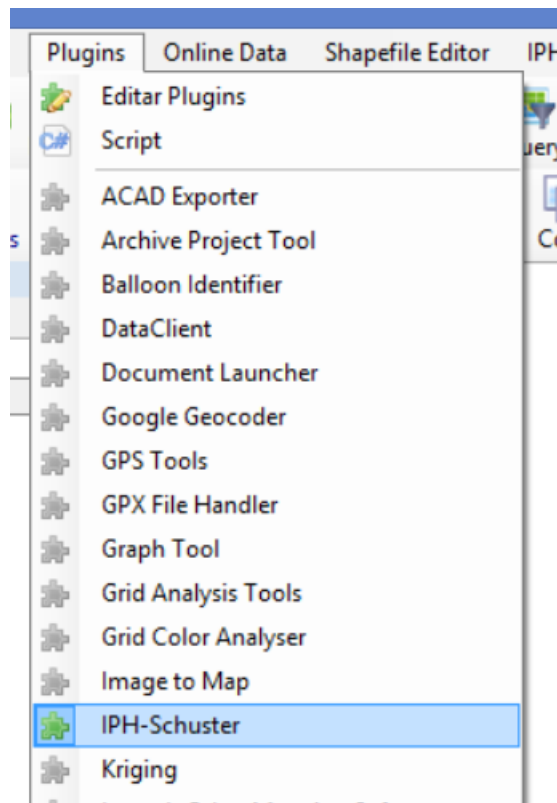 Plugins Online Data Shapefile Editor IPH
Editar Plugins
C# Script
ACAD Exporter
Archive Project Tool
Balloon Identifier
DataClient
Document Launcher
Google Geocoder
GPS Tools
GPX File Handler
Graph Tool
Grid Analysis Tools
Grid Color Analyser
Image to Map
IPH-Schuster
Kriging